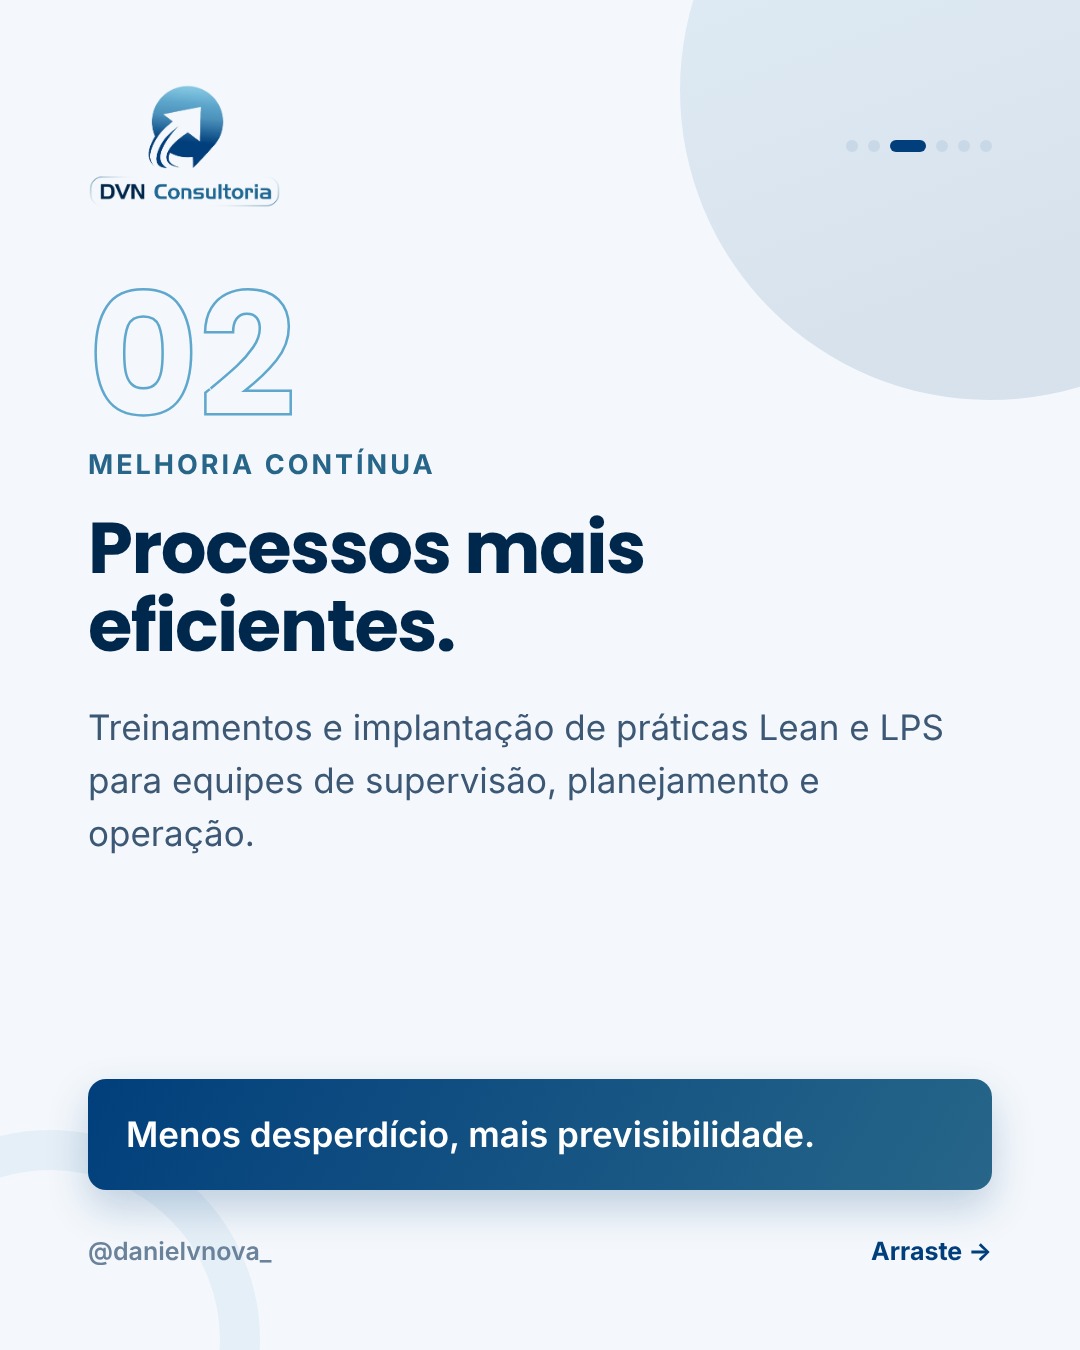 DVN Consultoria
02
MELHORIA CONTÍNUA
Processos mais
eficientes.
Treinamentos e implantação de práticas Lean e LPS
para equipes de supervisão, planejamento e
operação.
Menos desperdício, mais previsibilidade.
@danielvnova_
Arraste →